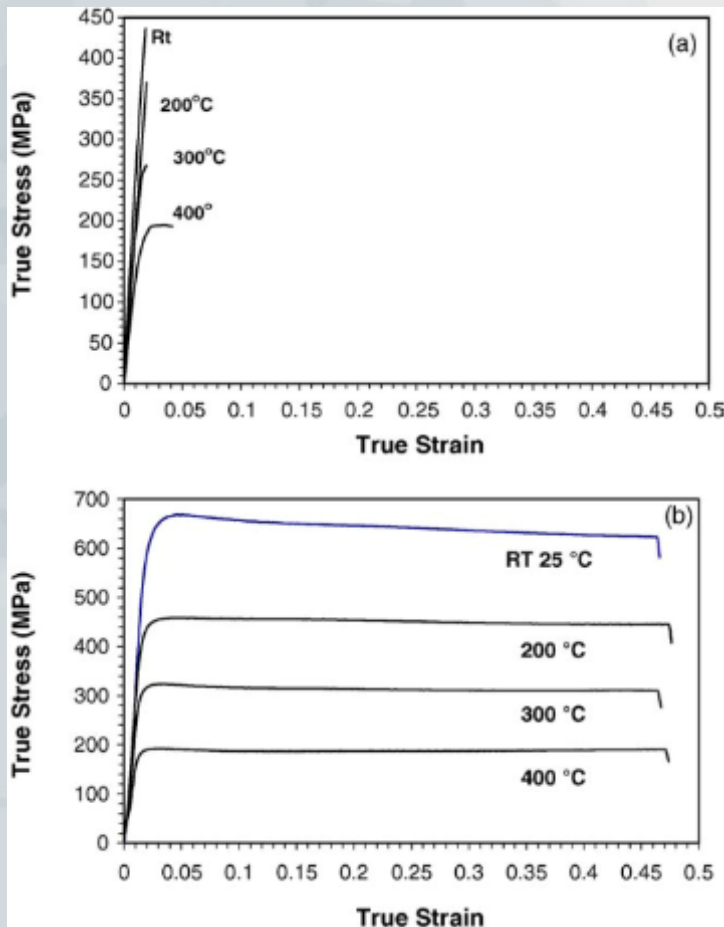 (a)
450
400
350
300
250
200
150
100
50
0
True Stress (MPa)
Rt
200°C
300°C
400°
0 0.05 0.1 0.15 0.2 0.25 0.3 0.35 0.4 0.45 0.5
True Strain
(b)
700
600
500
400
300
200
100
0
True Stress (MPa)
RT 25 °C
200 °C
300 °C
400 °C
0 0.05 0.1 0.15 0.2 0.25 0.3 0.35 0.4 0.45 0.5
True Strain